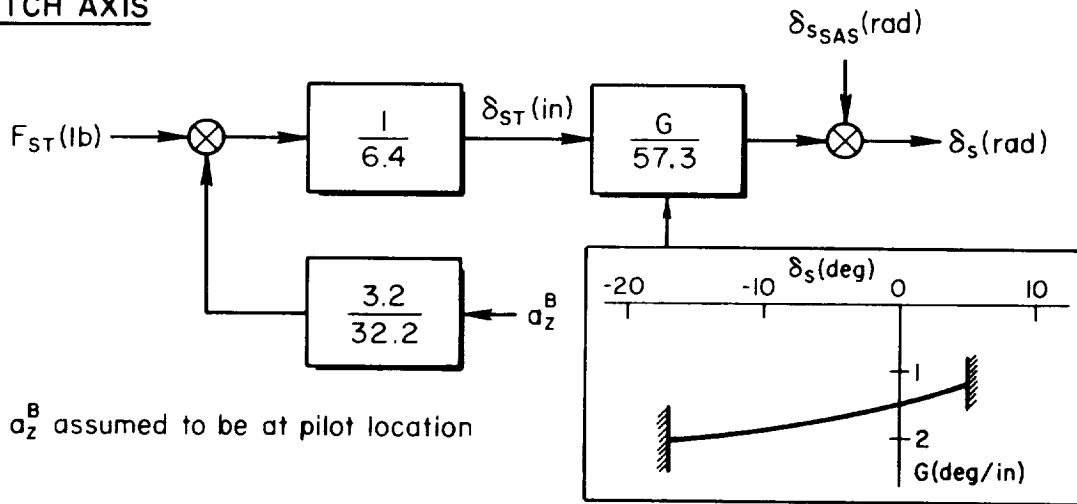 TCH AXIS
δsSAS(rad)
FST(lb)
1
6.4
δST(in)
G
57.3
δs(rad)
3.2
32.2
aᴮz
δs(deg)
-20
-10
0
10
1
2
G(deg/in)
aᴮz assumed to be at pilot location